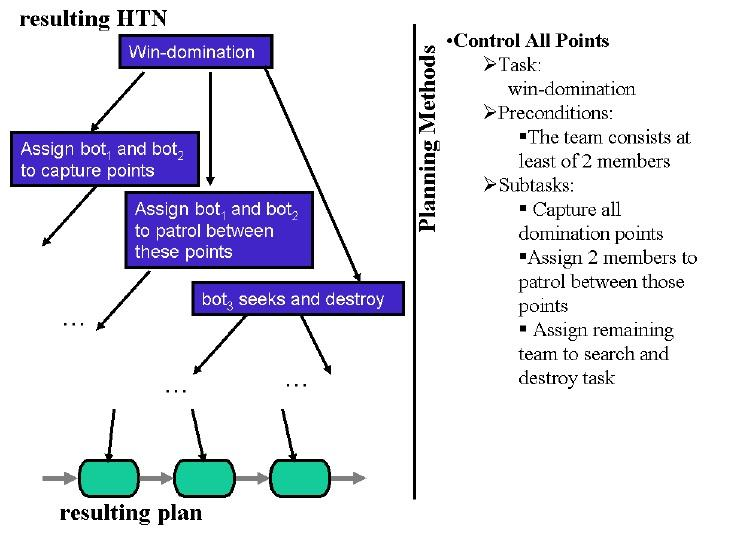 resulting HTN
Win-domination
Assign bot₁ and bot₂
to capture points
Assign bot₁ and bot₂
to patrol between
these points
bot₃ seeks and destroy
...
...
...
resulting plan
Planning Methods
•Control All Points
➢Task:
win-domination
➢Preconditions:
▪The team consists at
least of 2 members
➢Subtasks:
▪ Capture all
domination points
▪Assign 2 members to
patrol between those
points
▪ Assign remaining
team to search and
destroy task